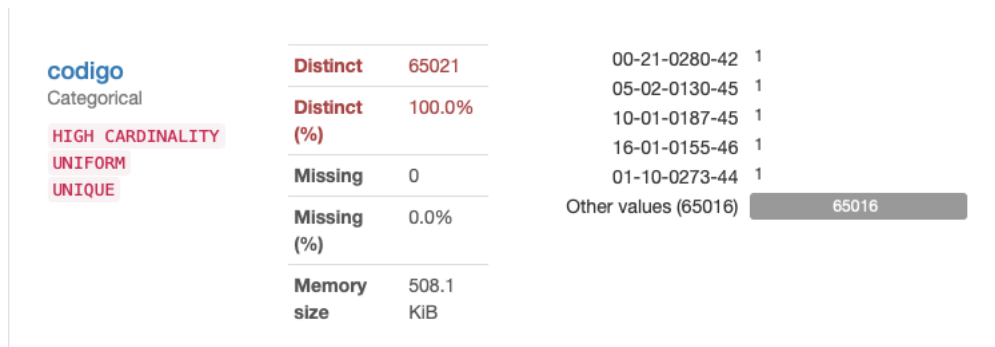 codigo
Categorical
HIGH CARDINALITY
UNIFORM
UNIQUE
Distinct 65021
Distinct (%) 100.0%
Missing 0
Missing (%) 0.0%
Memory size 508.1 KiB
00-21-0280-42 1
05-02-0130-45 1
10-01-0187-45 1
16-01-0155-46 1
01-10-0273-44 1
Other values (65016) 65016